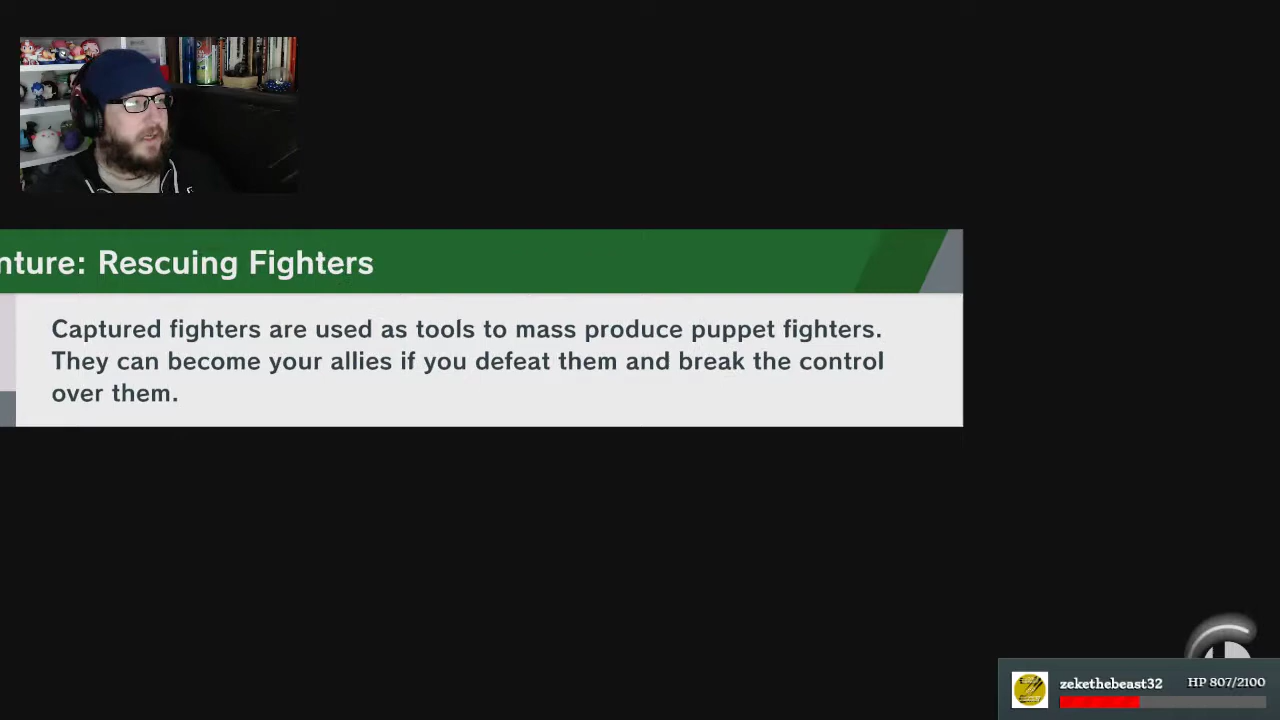 nture: Rescuing Fighters
Captured fighters are used as tools to mass produce puppet fighters.
They can become your allies if you defeat them and break the control
over them.
zekethebeast32
HP 807/2100